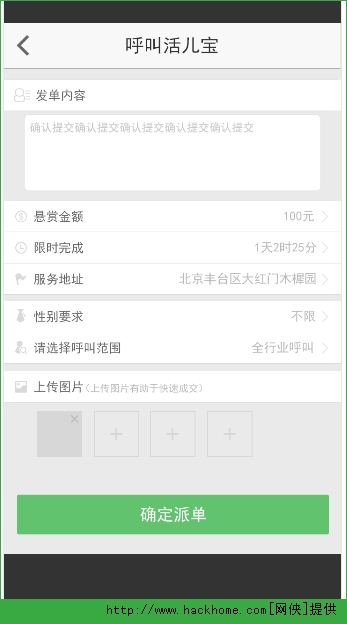 呼叫活儿宝
发单内容
确认提交确认提交确认提交确认提交确认提交
悬赏金额 100元
限时完成 1天2时25分
服务地址 北京丰台区大红门木樨园
性别要求 不限
请选择呼叫范围 全行业呼叫
上传图片(上传图片有助于快速成交)
确定派单
http://www.hackhome.com[网侠]提供